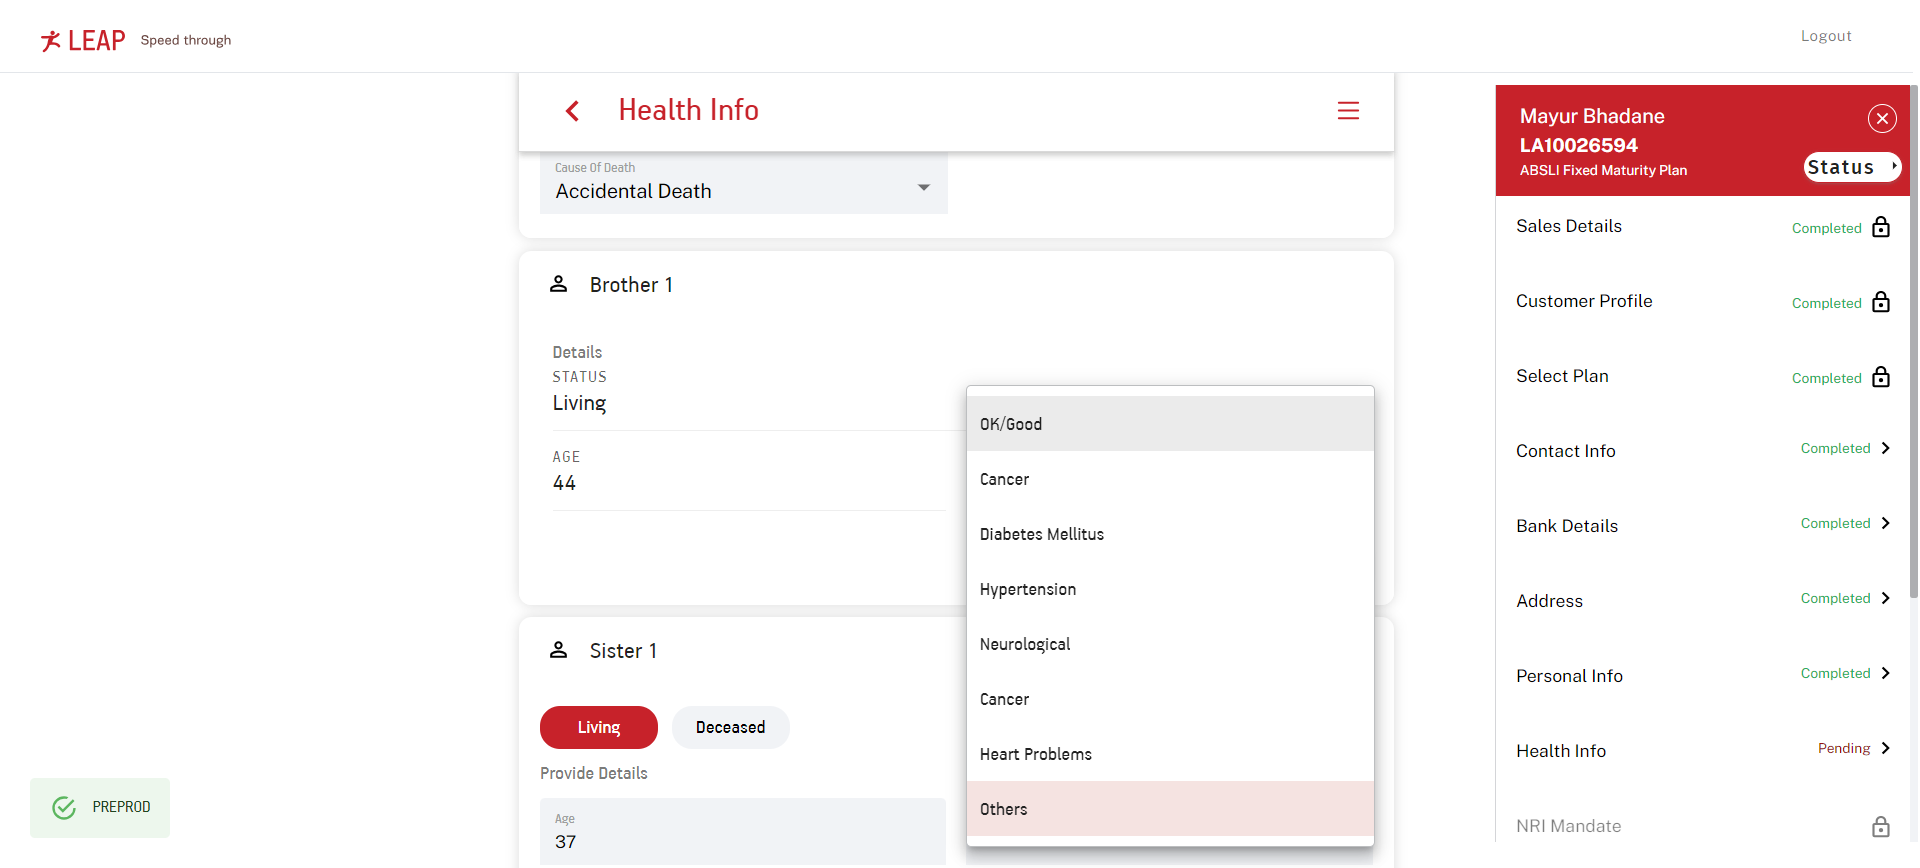 LEAP Speed through
Logout
Health Info
Cause Of Death
Accidental Death
Brother 1
Details
STATUS
Living
AGE
44
Sister 1
Living
Deceased
Provide Details
Age
37
OK/Good
Cancer
Diabetes Mellitus
Hypertension
Neurological
Cancer
Heart Problems
Others
Mayur Bhadane
LA10026594
ABSLI Fixed Maturity Plan
Status
Sales Details Completed
Customer Profile Completed
Select Plan Completed
Contact Info Completed
Bank Details Completed
Address Completed
Personal Info Completed
Health Info Pending
NRI Mandate
PREPROD